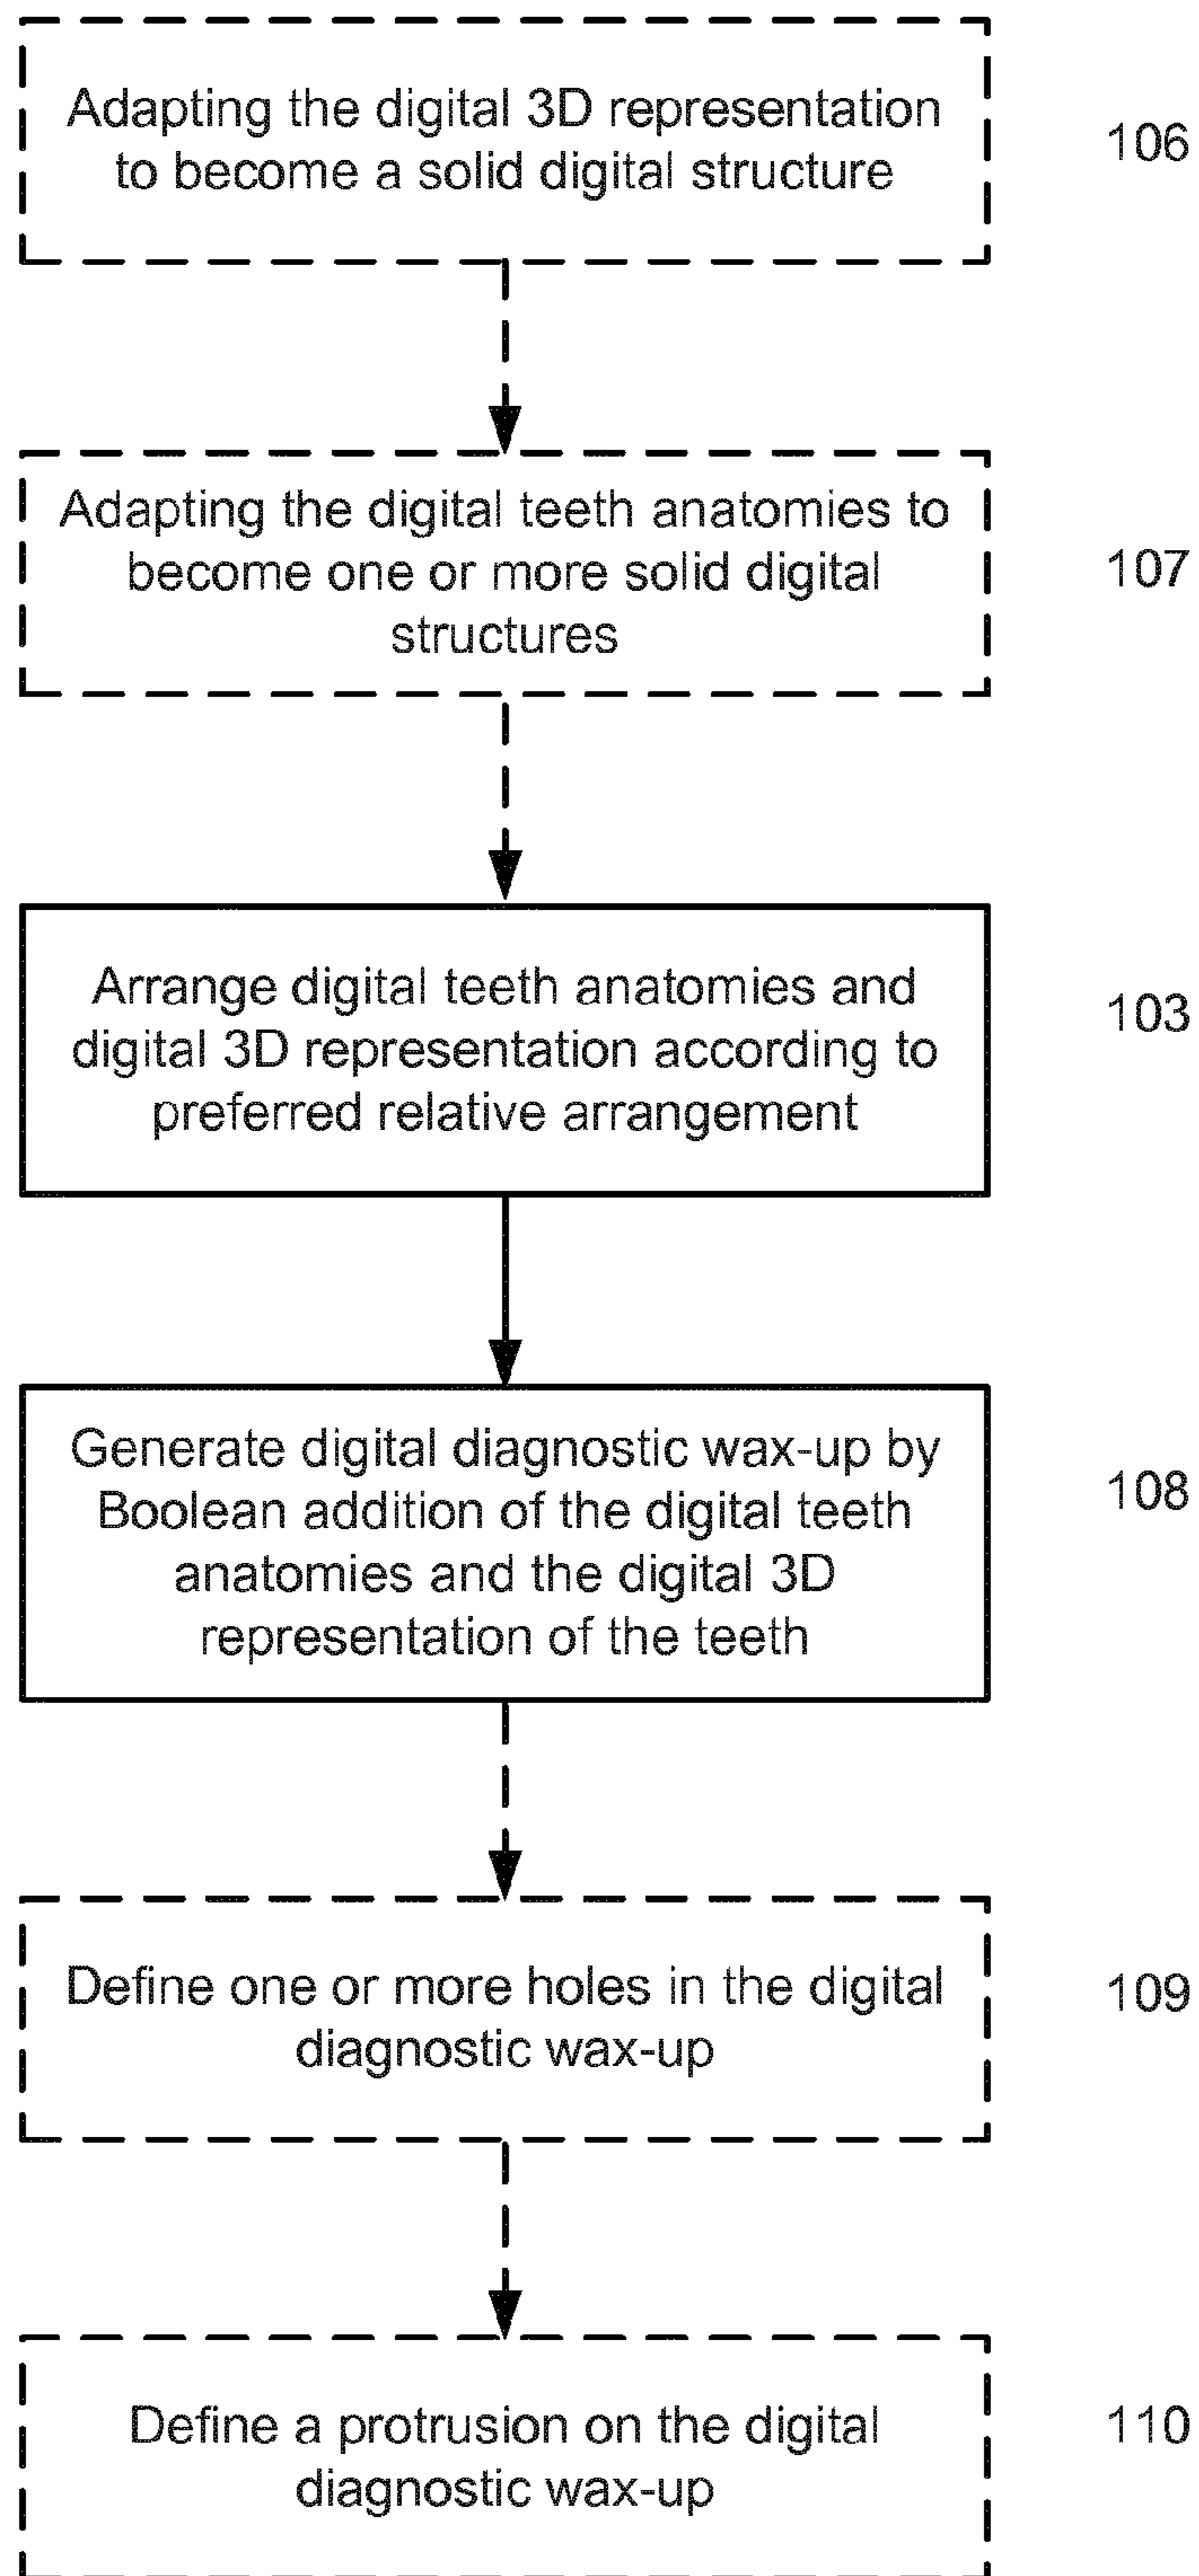 Adapting the digital 3D representation
to become a solid digital structure
106
Adapting the digital teeth anatomies to
become one or more solid digital
structures
107
Arrange digital teeth anatomies and
digital 3D representation according to
preferred relative arrangement
103
Generate digital diagnostic wax-up by
Boolean addition of the digital teeth
anatomies and the digital 3D
representation of the teeth
108
Define one or more holes in the digital
diagnostic wax-up
109
Define a protrusion on the digital
diagnostic wax-up
110